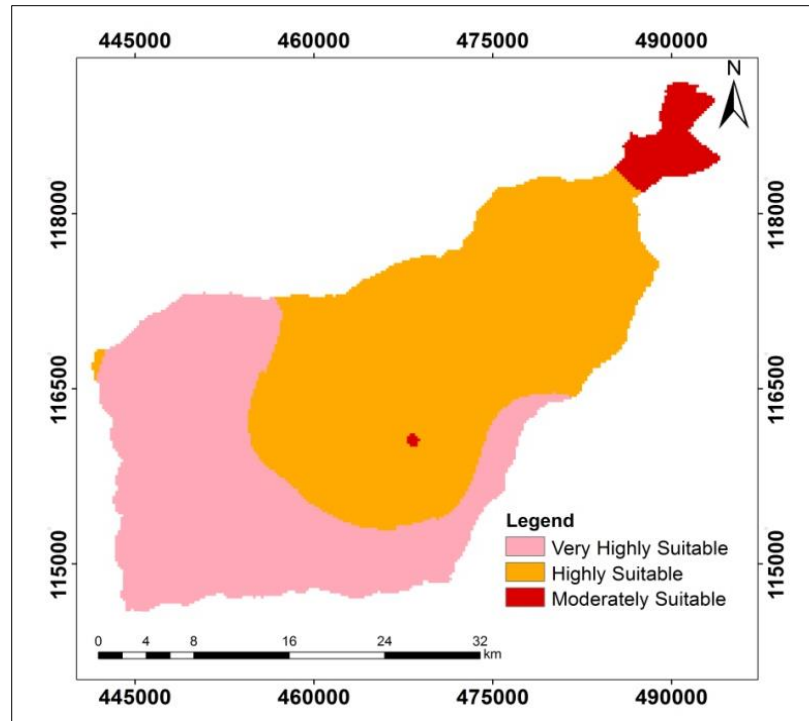 445000 460000 475000 490000
N
118000 118000
116500 116500
115000 115000
Legend
Very Highly Suitable
Highly Suitable
Moderately Suitable
0 4 8 16 24 32
km
445000 460000 475000 490000